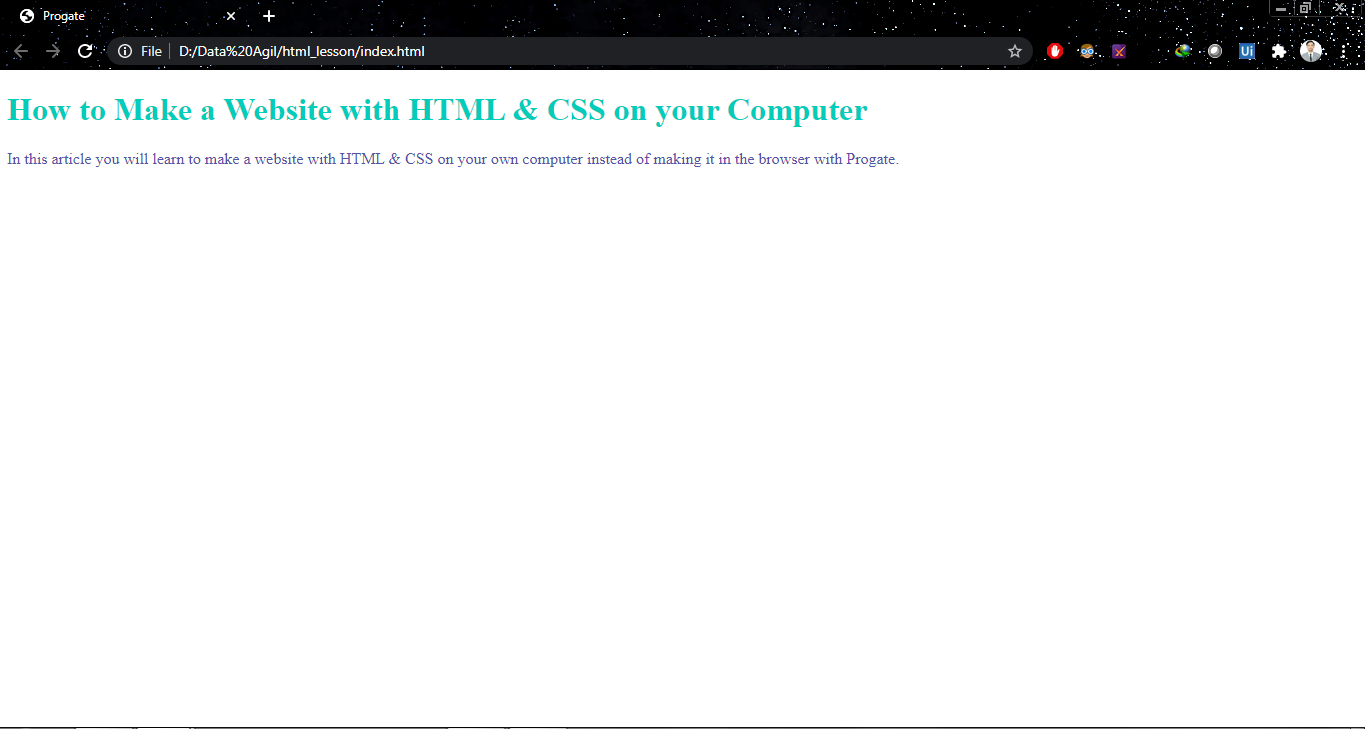 Progate
File
D:/Data%20Agil/html_lesson/index.html
Ui
How to Make a Website with HTML & CSS on your Computer
In this article you will learn to make a website with HTML & CSS on your own computer instead of making it in the browser with Progate.